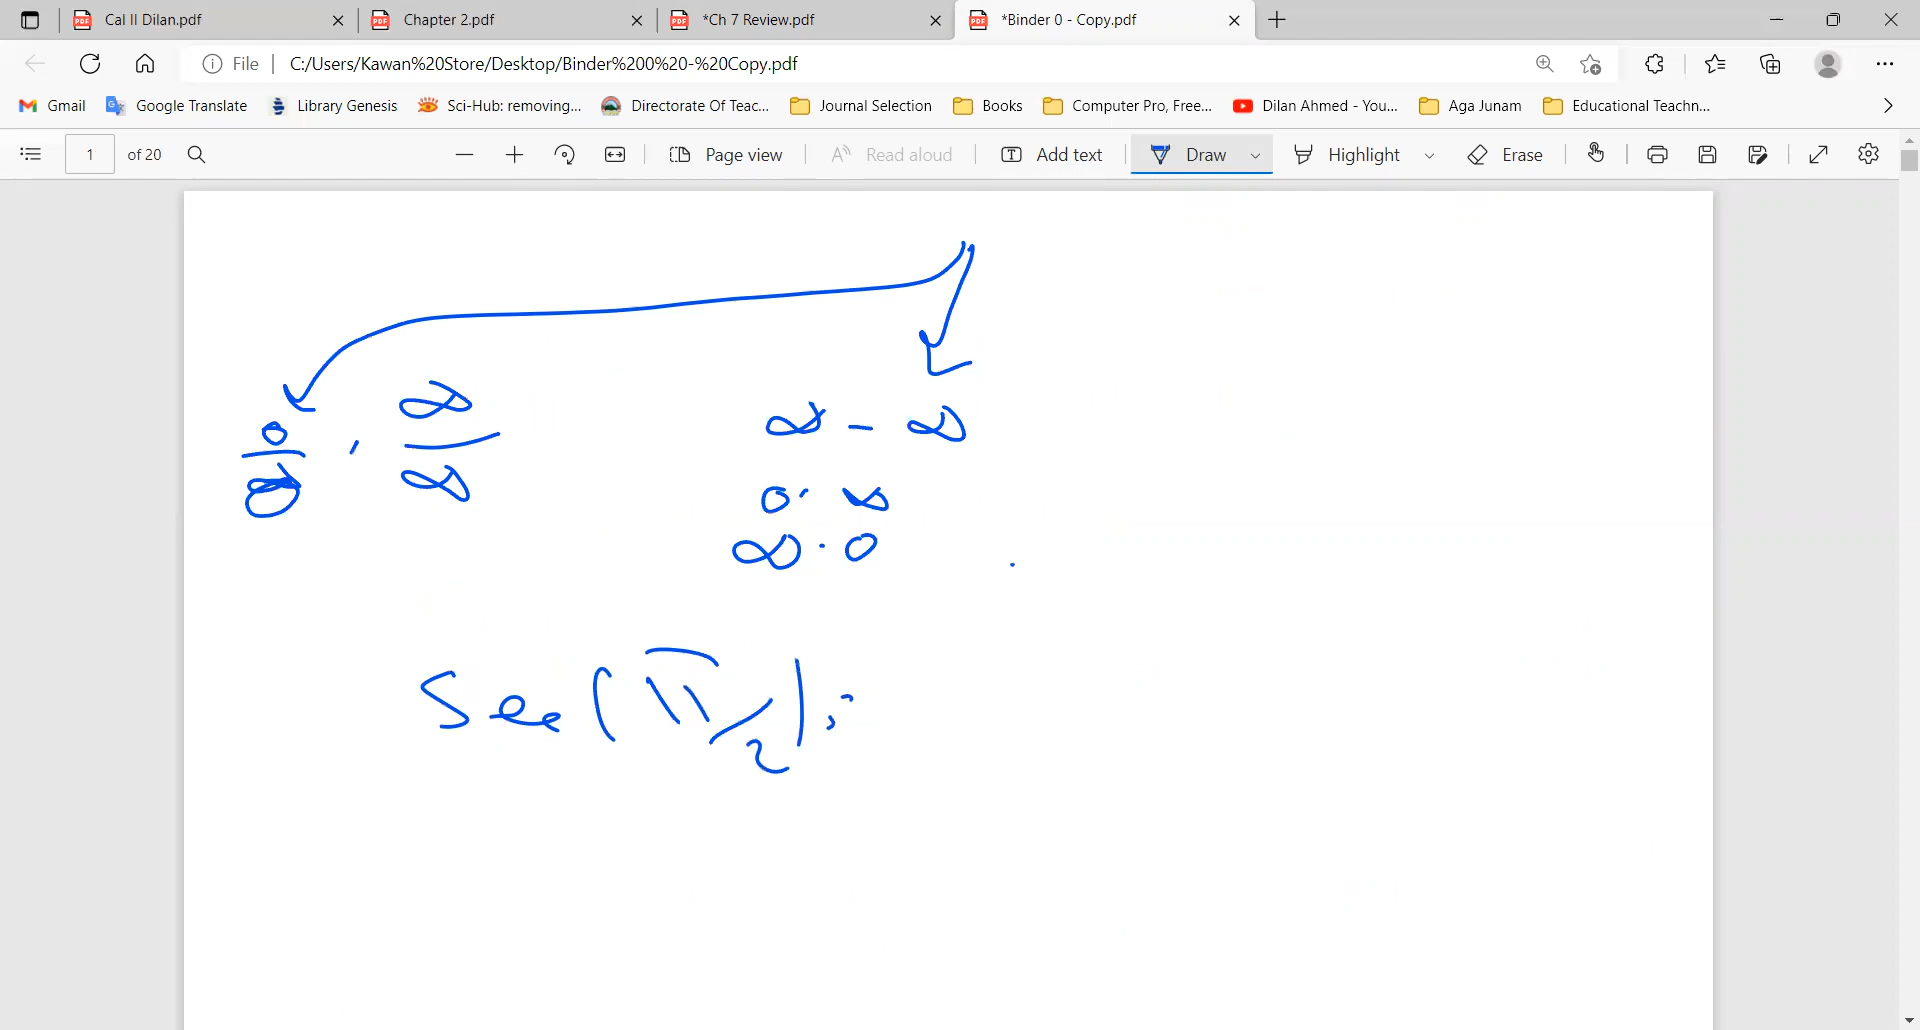 Cal II Dilan.pdf
Chapter 2.pdf
*Ch 7 Review.pdf
*Binder 0 - Copy.pdf
File | C:/Users/Kawan%20Store/Desktop/Binder%200%20-%20Copy.pdf
Gmail Google Translate Library Genesis Sci-Hub: removing... Directorate Of Teac... Journal Selection Books Computer Pro, Free... Dilan Ahmed - You... Aga Junam Educational Teachn...
1 of 20 Page view Read aloud Add text Draw Highlight Erase
0/0 , ∞/∞
∞ - ∞
0 · ∞
∞ · 0
Sec(π/2) =